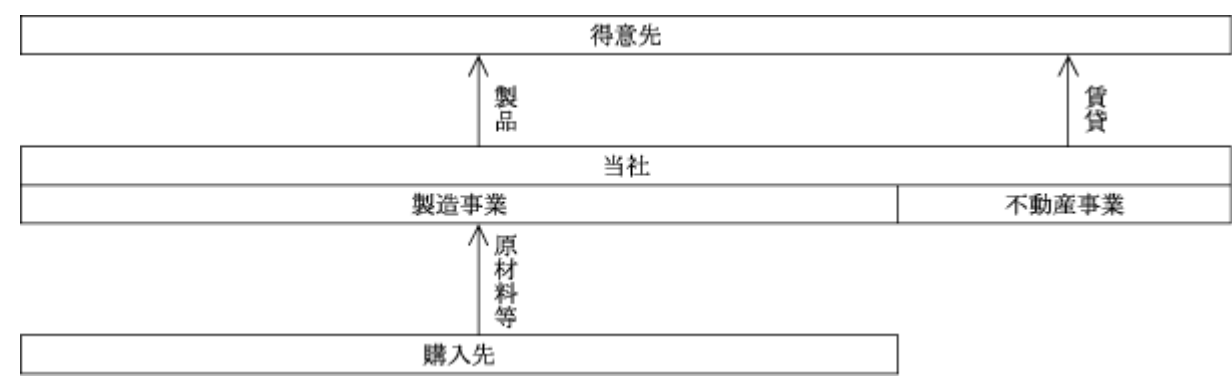 得意先
製品
賃貸
当社
製造事業
不動産事業
原材料等
購入先